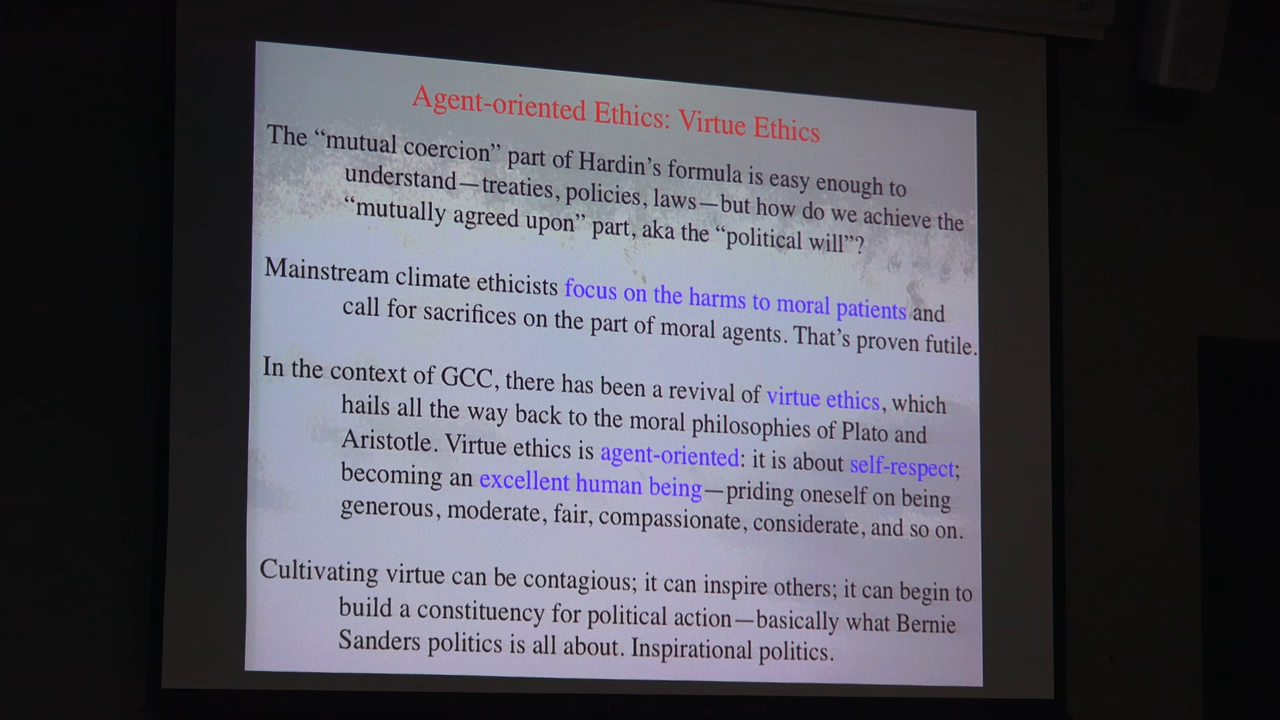 Agent-oriented Ethics: Virtue Ethics
The “mutual coercion” part of Hardin’s formula is easy enough to
understand—treaties, policies, laws—but how do we achieve the
“mutually agreed upon” part, aka the “political will”?
Mainstream climate ethicists focus on the harms to moral patients and
call for sacrifices on the part of moral agents. That’s proven futile.
In the context of GCC, there has been a revival of virtue ethics, which
hails all the way back to the moral philosophies of Plato and
Aristotle. Virtue ethics is agent-oriented: it is about self-respect;
becoming an excellent human being—priding oneself on being
generous, moderate, fair, compassionate, considerate, and so on.
Cultivating virtue can be contagious; it can inspire others; it can begin to
build a constituency for political action—basically what Bernie
Sanders politics is all about. Inspirational politics.